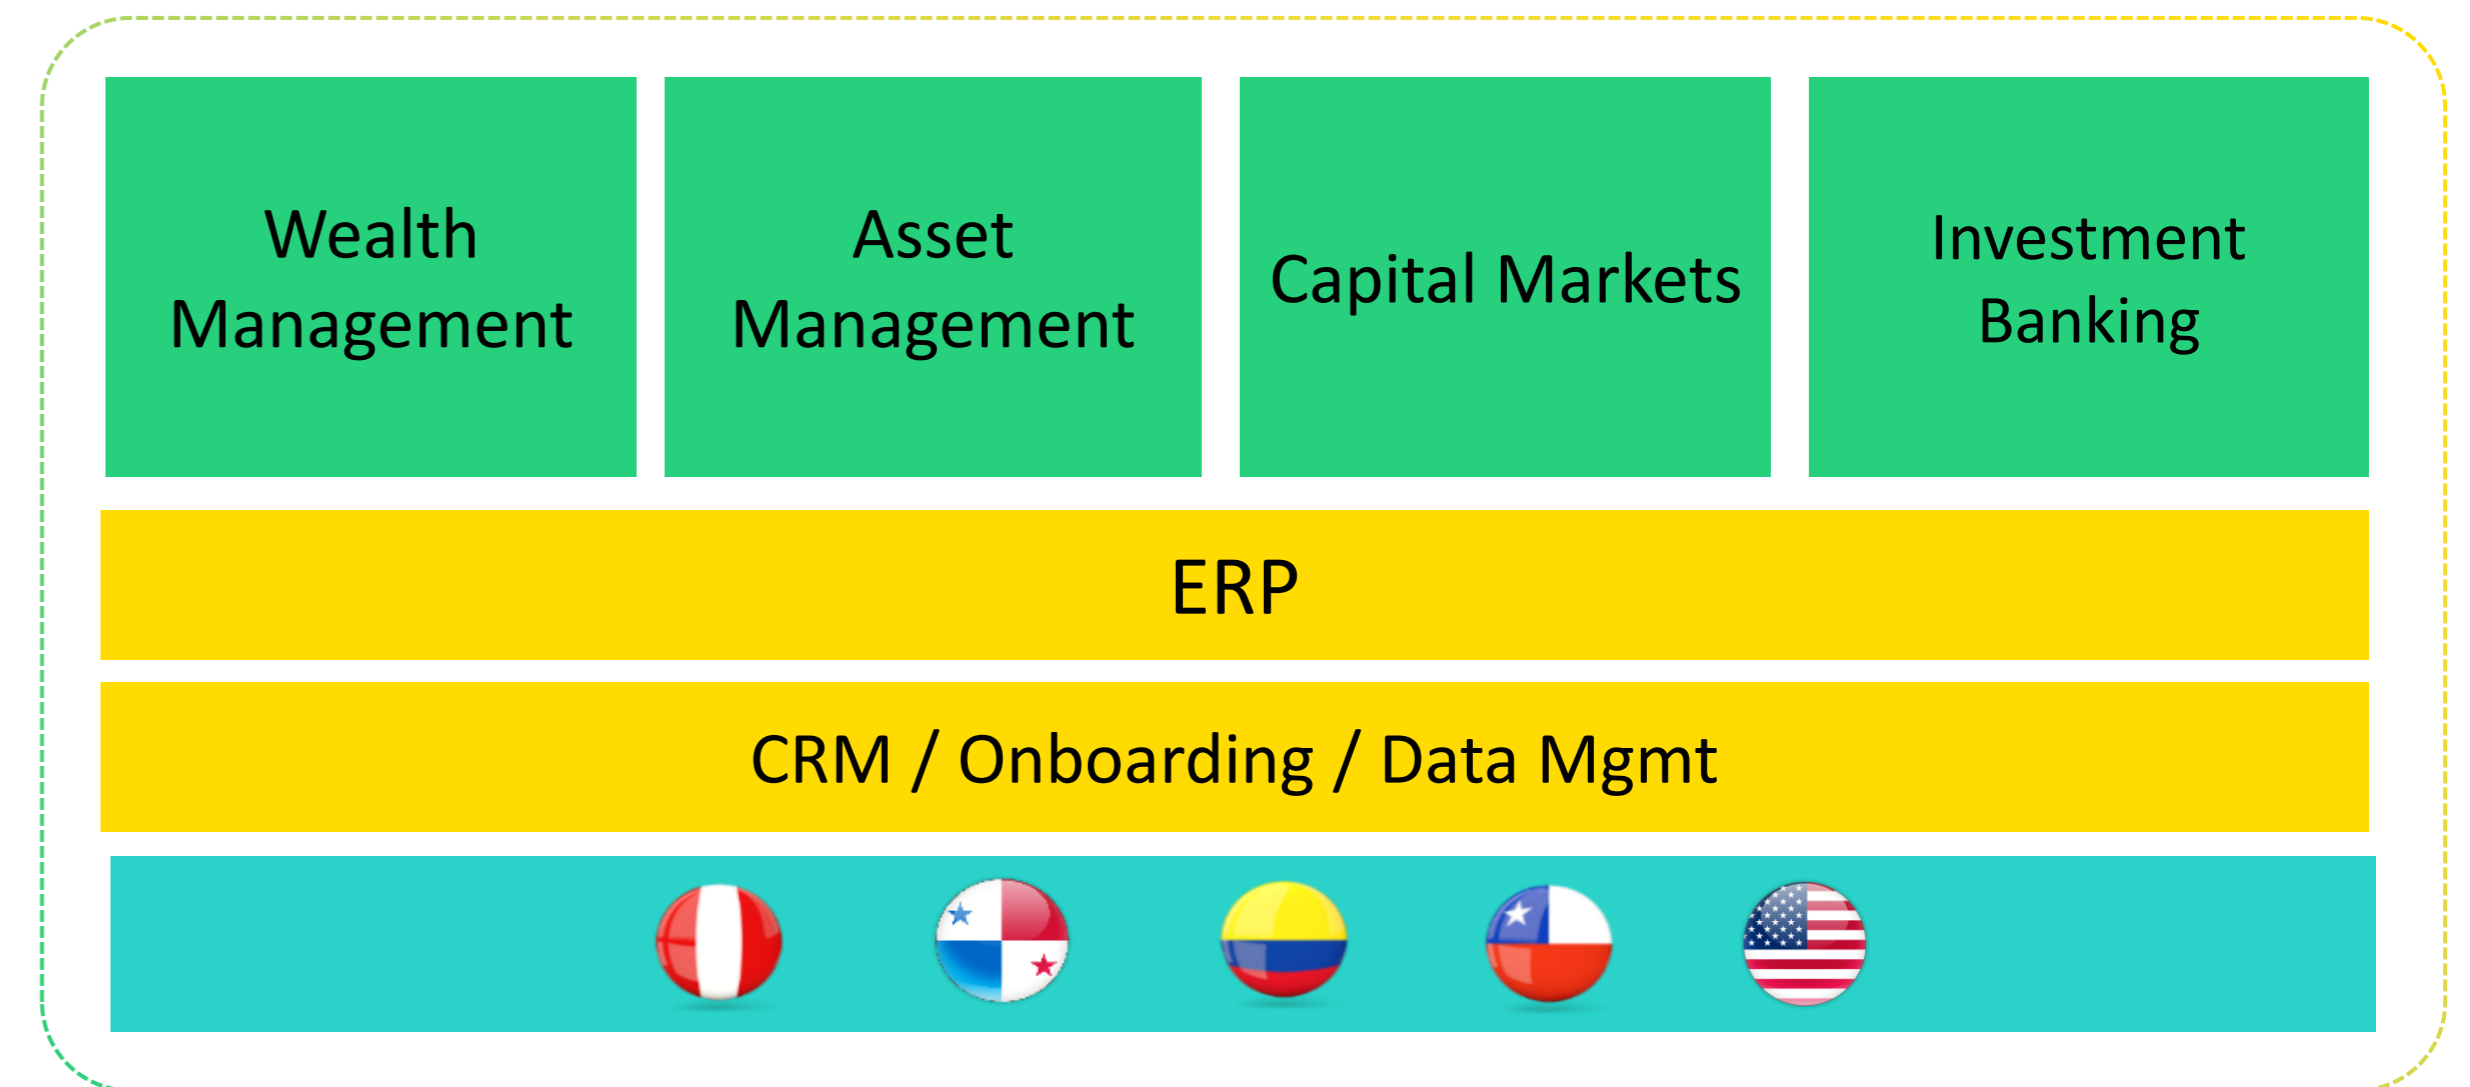 Wealth
Management
Asset
Management
Capital Markets
Investment
Banking
ERP
CRM / Onboarding / Data Mgmt